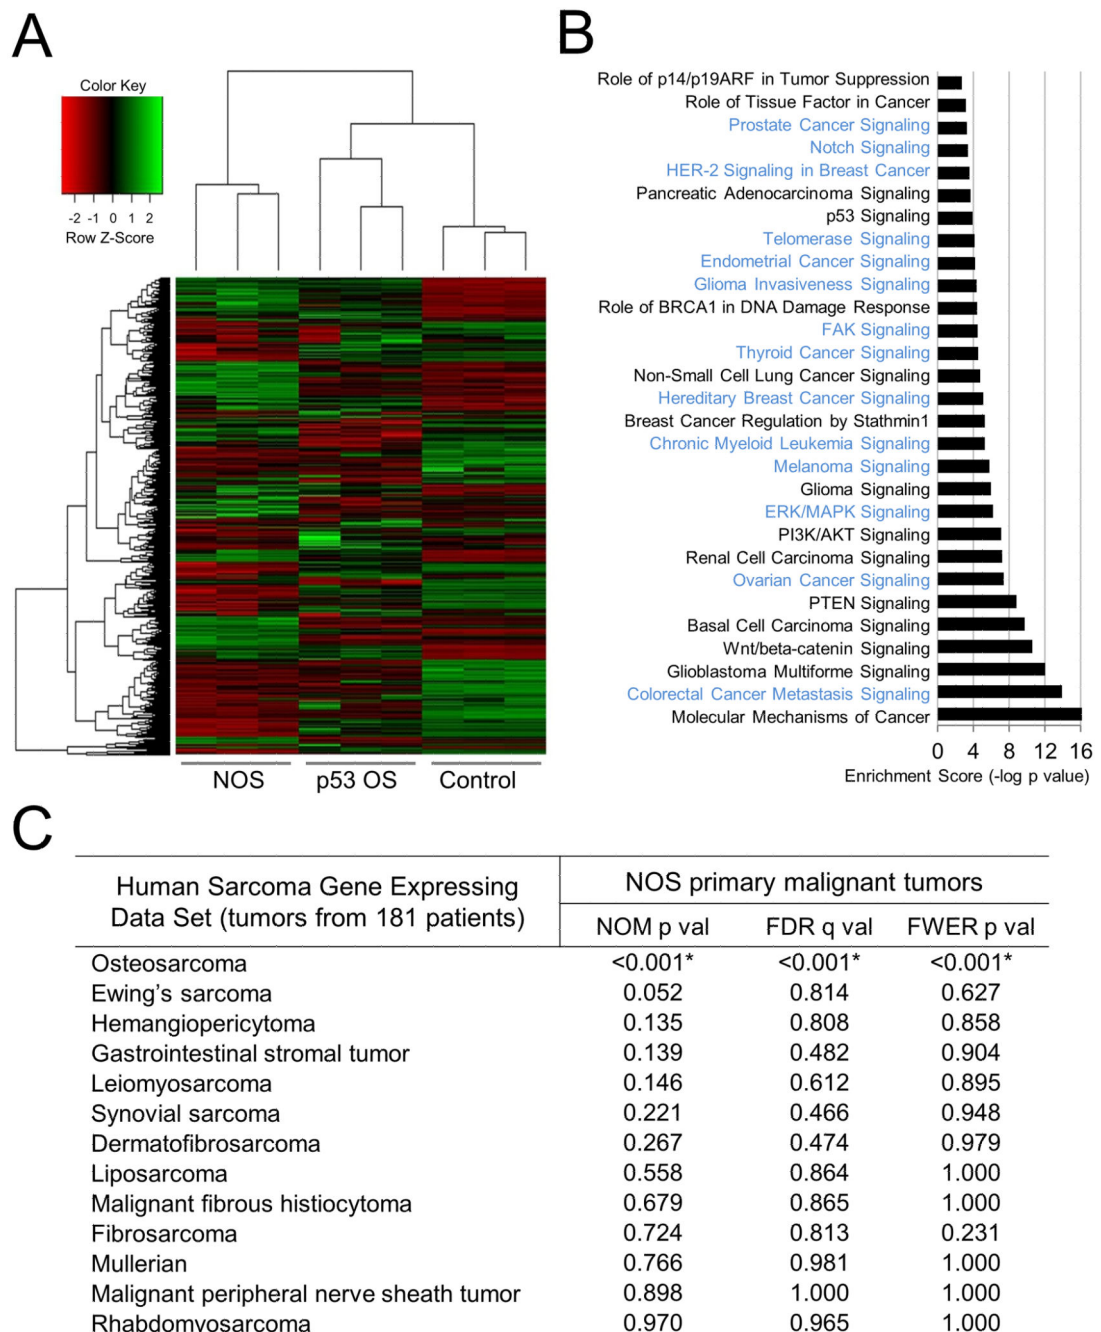 A
Color Key
-2 -1 0 1 2
Row Z-Score
NOS p53 OS Control
B
Role of p14/p19ARF in Tumor Suppression
Role of Tissue Factor in Cancer
Prostate Cancer Signaling
Notch Signaling
HER-2 Signaling in Breast Cancer
Pancreatic Adenocarcinoma Signaling
p53 Signaling
Telomerase Signaling
Endometrial Cancer Signaling
Glioma Invasiveness Signaling
Role of BRCA1 in DNA Damage Response
FAK Signaling
Thyroid Cancer Signaling
Non-Small Cell Lung Cancer Signaling
Hereditary Breast Cancer Signaling
Breast Cancer Regulation by Stathmin1
Chronic Myeloid Leukemia Signaling
Melanoma Signaling
Glioma Signaling
ERK/MAPK Signaling
PI3K/AKT Signaling
Renal Cell Carcinoma Signaling
Ovarian Cancer Signaling
PTEN Signaling
Basal Cell Carcinoma Signaling
Wnt/beta-catenin Signaling
Glioblastoma Multiforme Signaling
Colorectal Cancer Metastasis Signaling
Molecular Mechanisms of Cancer
0 4 8 12 16
Enrichment Score (-log p value)
C
Human Sarcoma Gene Expressing
Data Set (tumors from 181 patients)
NOS primary malignant tumors
NOM p val FDR q val FWER p val
Osteosarcoma <0.001* <0.001* <0.001*
Ewing's sarcoma 0.052 0.814 0.627
Hemangiopericytoma 0.135 0.808 0.858
Gastrointestinal stromal tumor 0.139 0.482 0.904
Leiomyosarcoma 0.146 0.612 0.895
Synovial sarcoma 0.221 0.466 0.948
Dermatofibrosarcoma 0.267 0.474 0.979
Liposarcoma 0.558 0.864 1.000
Malignant fibrous histiocytoma 0.679 0.865 1.000
Fibrosarcoma 0.724 0.813 0.231
Mullerian 0.766 0.981 1.000
Malignant peripheral nerve sheath tumor 0.898 1.000 1.000
Rhabdomyosarcoma 0.970 0.965 1.000